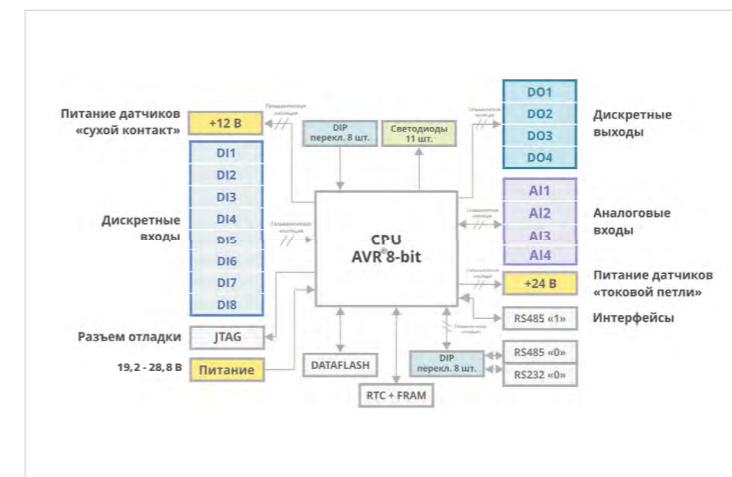 Питание датчиков
«сухой контакт»
+12 В
Гальваническая
изоляция
DIP
перекл. 8 шт.
Светодиоды
11 шт.
DO1
DO2
DO3
DO4
Дискретные
выходы
DI1
DI2
DI3
DI4
DI5
DI6
DI7
DI8
Дискретные
входы
CPU
AVR 8-bit
AI1
AI2
AI3
AI4
Аналоговые
входы
+24 В
Питание датчиков
«токовой петли»
RS485 «1»
Интерфейсы
Разъем отладки
JTAG
19,2 - 28,8 В
Питание
DATAFLASH
RTC + FRAM
DIP
перекл. 8 шт.
RS485 «0»
RS232 «0»